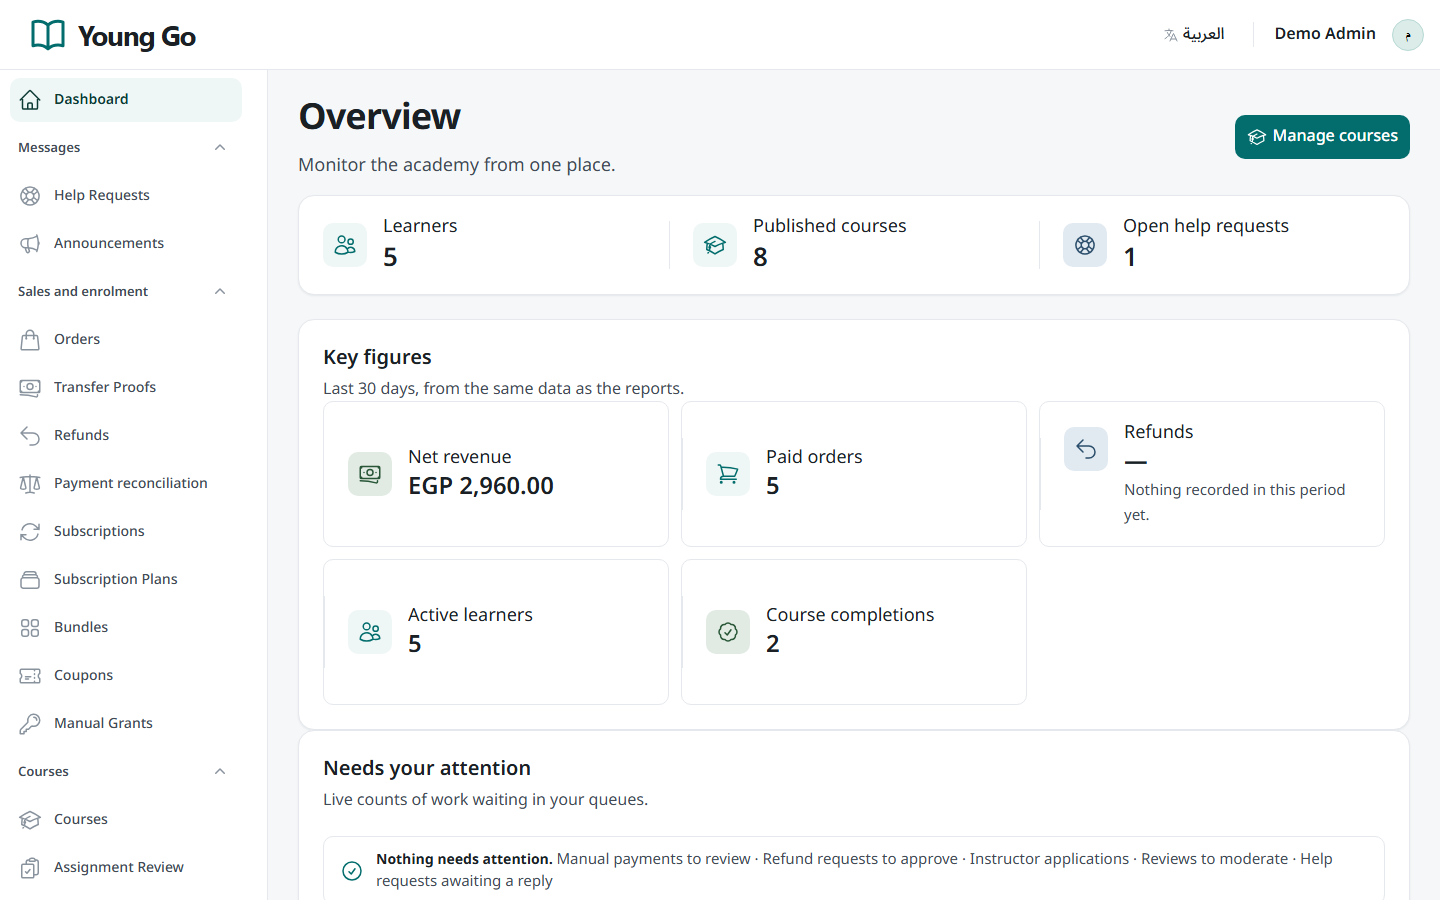 Young Go
العربية
Demo Admin
م
Dashboard
Messages
Help Requests
Announcements
Sales and enrolment
Orders
Transfer Proofs
Refunds
Payment reconciliation
Subscriptions
Subscription Plans
Bundles
Coupons
Manual Grants
Courses
Courses
Assignment Review
Overview
Monitor the academy from one place.
Manage courses
Learners
5
Published courses
8
Open help requests
1
Key figures
Last 30 days, from the same data as the reports.
Net revenue
EGP 2,960.00
Paid orders
5
Refunds
—
Nothing recorded in this period
yet.
Active learners
5
Course completions
2
Needs your attention
Live counts of work waiting in your queues.
Nothing needs attention. Manual payments to review · Refund requests to approve · Instructor applications · Reviews to moderate · Help
requests awaiting a reply